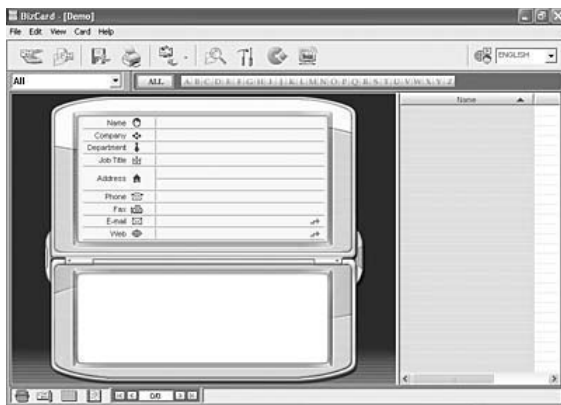 BizCard - [Demo]
File Edit View Card Help
ENGLISH
All
ALL A B C D E F G H I J K L M N O P Q R S T U V W X Y Z
Name
Name
Company
Department
Job Title
Address
Phone
Fax
E-mail
Web
0/0